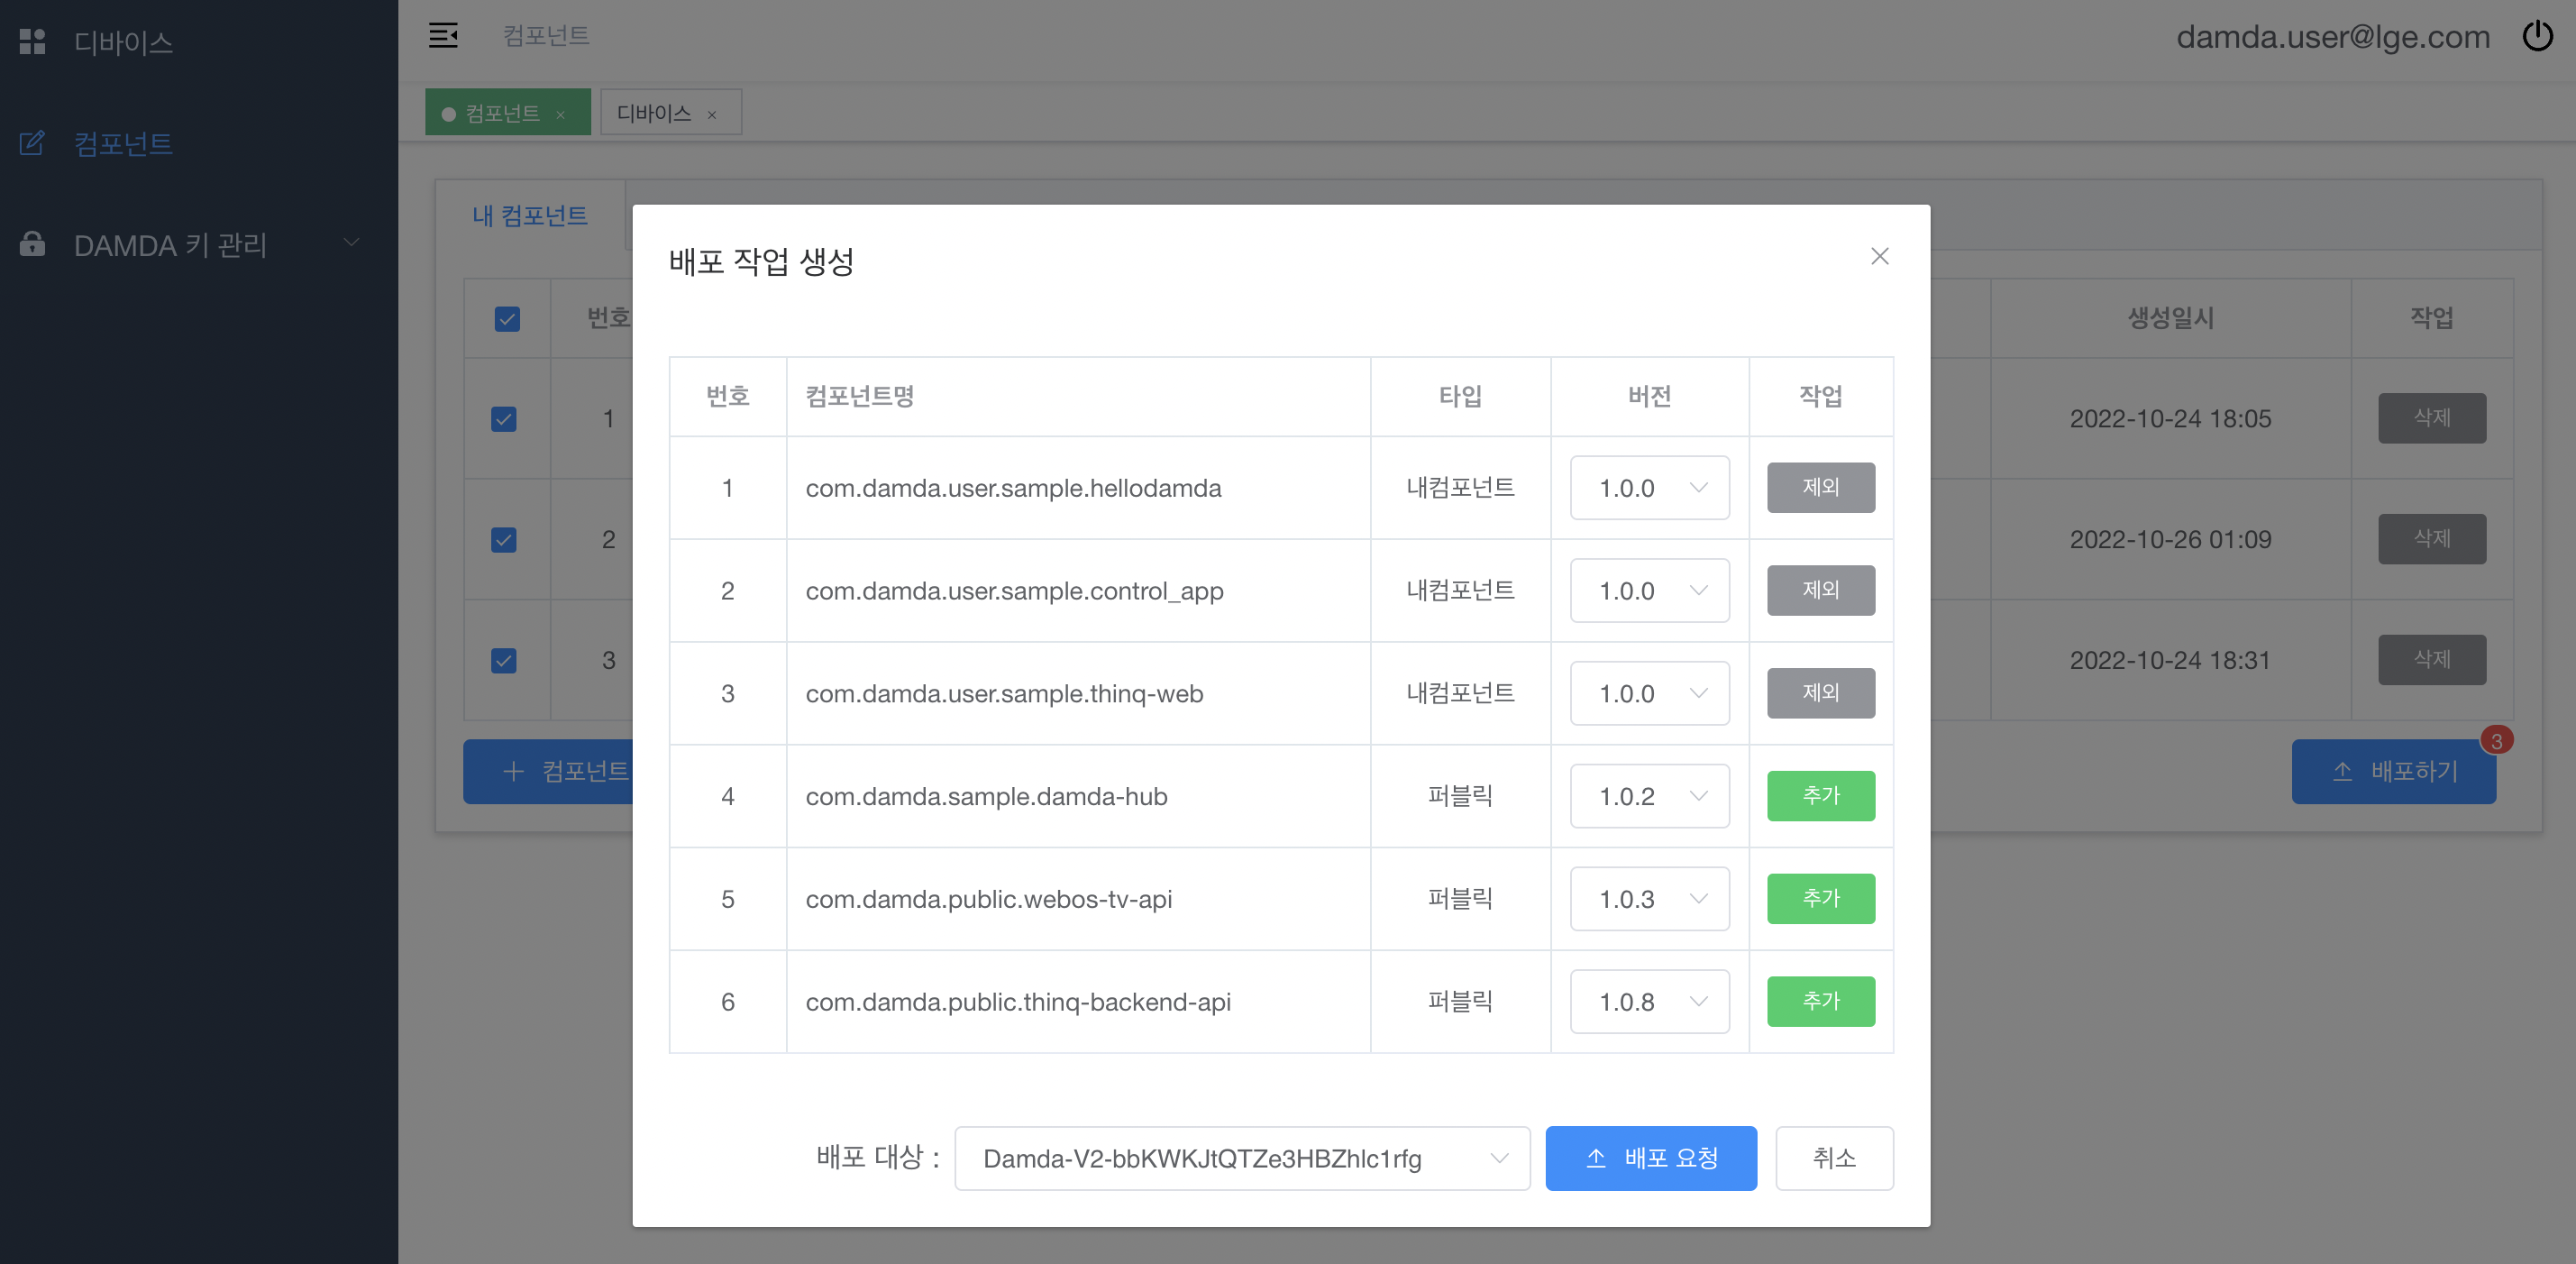 디바이스
컴포넌트
DAMDA 키 관리
컴포넌트
damda.user@lge.com
컴포넌트 ×
디바이스 ×
내 컴포넌트
번호 생성일시 작업
1 2022-10-24 18:05 삭제
2 2022-10-26 01:09 삭제
3 2022-10-24 18:31 삭제
+ 컴포넌트
배포하기 3
배포 작업 생성
번호 컴포넌트명 타입 버전 작업
1 com.damda.user.sample.hellodamda 내컴포넌트 1.0.0 제외
2 com.damda.user.sample.control_app 내컴포넌트 1.0.0 제외
3 com.damda.user.sample.thinq-web 내컴포넌트 1.0.0 제외
4 com.damda.sample.damda-hub 퍼블릭 1.0.2 추가
5 com.damda.public.webos-tv-api 퍼블릭 1.0.3 추가
6 com.damda.public.thinq-backend-api 퍼블릭 1.0.8 추가
배포 대상 : Damda-V2-bbKWKJtQTZe3HBZhlc1rfg 배포 요청 취소